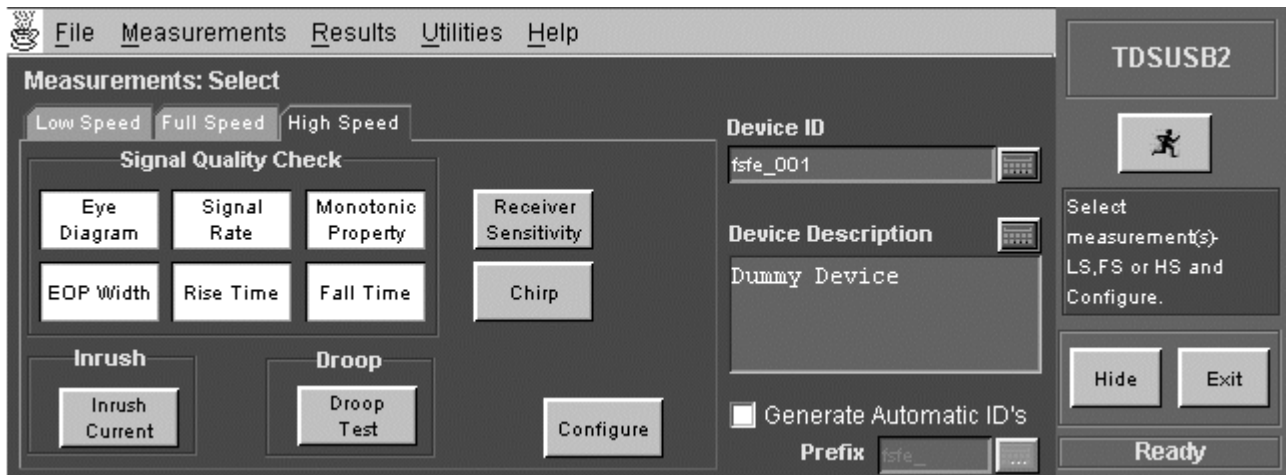 File Measurements Results Utilities Help
Measurements: Select
Low Speed Full Speed High Speed
Signal Quality Check
Eye
Diagram
Signal
Rate
Monotonic
Property
EOP Width
Rise Time
Fall Time
Receiver
Sensitivity
Chirp
Inrush
Inrush
Current
Droop
Droop
Test
Configure
Device ID
fsfe_001
Device Description
Dummy Device
Generate Automatic ID's
Prefix fsfe_
...
TDSUSB2
Select
measurement(s)-
LS,FS or HS and
Configure.
Hide
Exit
Ready